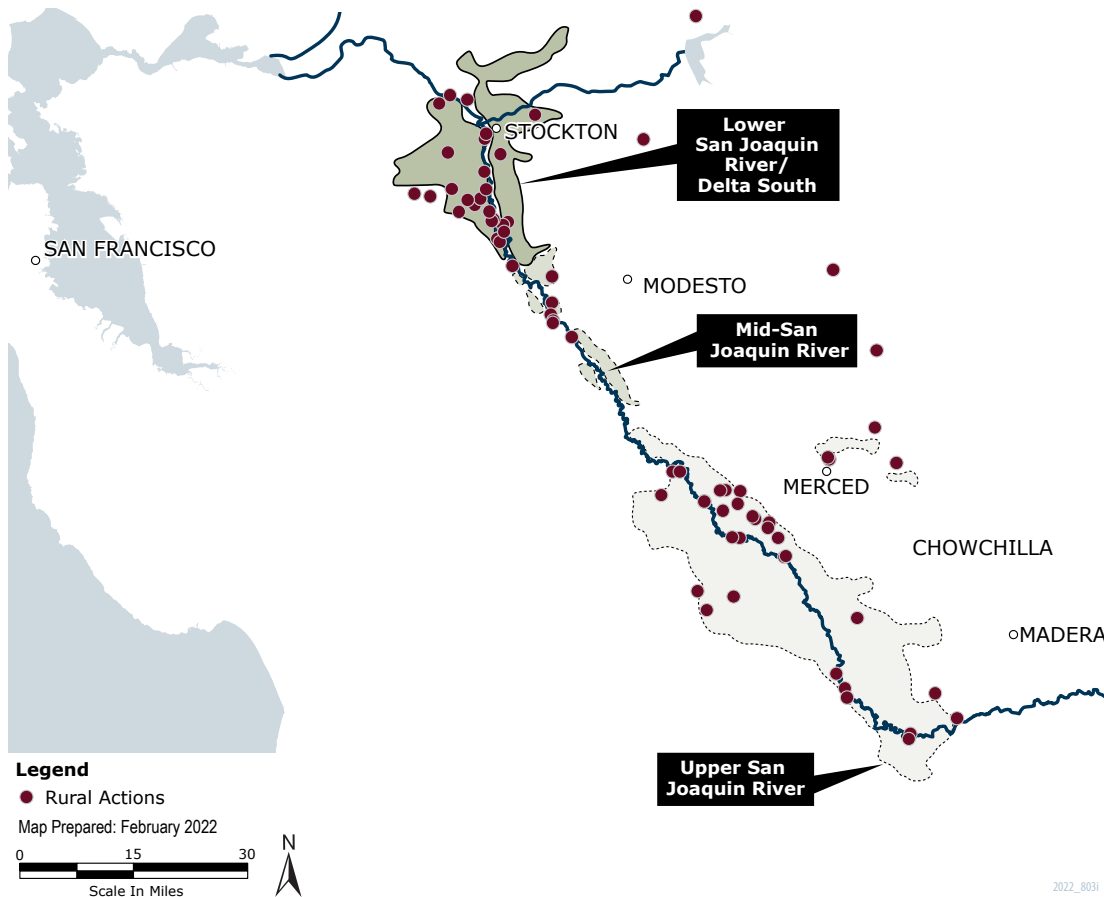 STOCKTON
Lower
San Joaquin
River/
Delta South
SAN FRANCISCO
MODESTO
Mid-San
Joaquin River
MERCED
CHOWCHILLA
MADERA
Upper San
Joaquin River
Legend
Rural Actions
Map Prepared: February 2022
0 15 30
Scale In Miles
N
2022_803i